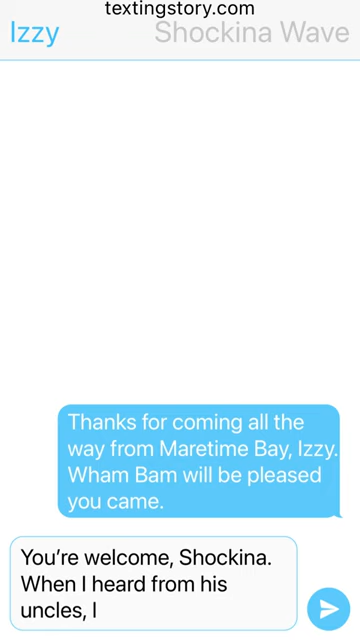 textingstory.com
Izzy Shockina Wave
Thanks for coming all the
way from Maretime Bay, Izzy.
Wham Bam will be pleased
you came.
You’re welcome, Shockina.
When I heard from his
uncles, I